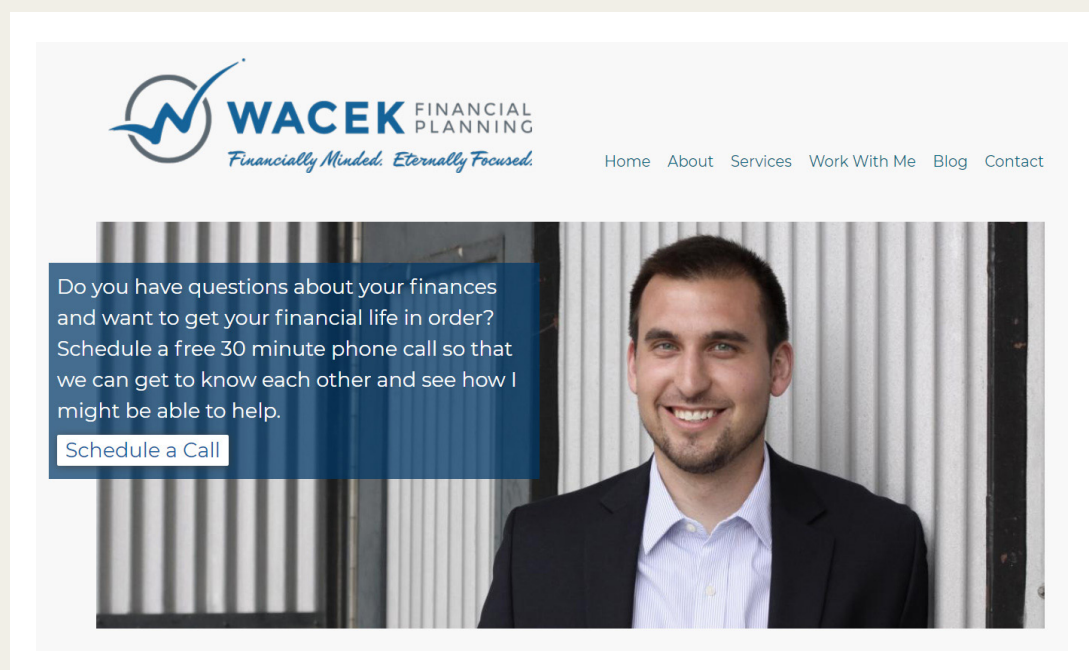 WACEK FINANCIAL PLANNING
Financially Minded. Eternally Focused.
Home About Services Work With Me Blog Contact
Do you have questions about your finances
and want to get your financial life in order?
Schedule a free 30 minute phone call so that
we can get to know each other and see how I
might be able to help.
Schedule a Call